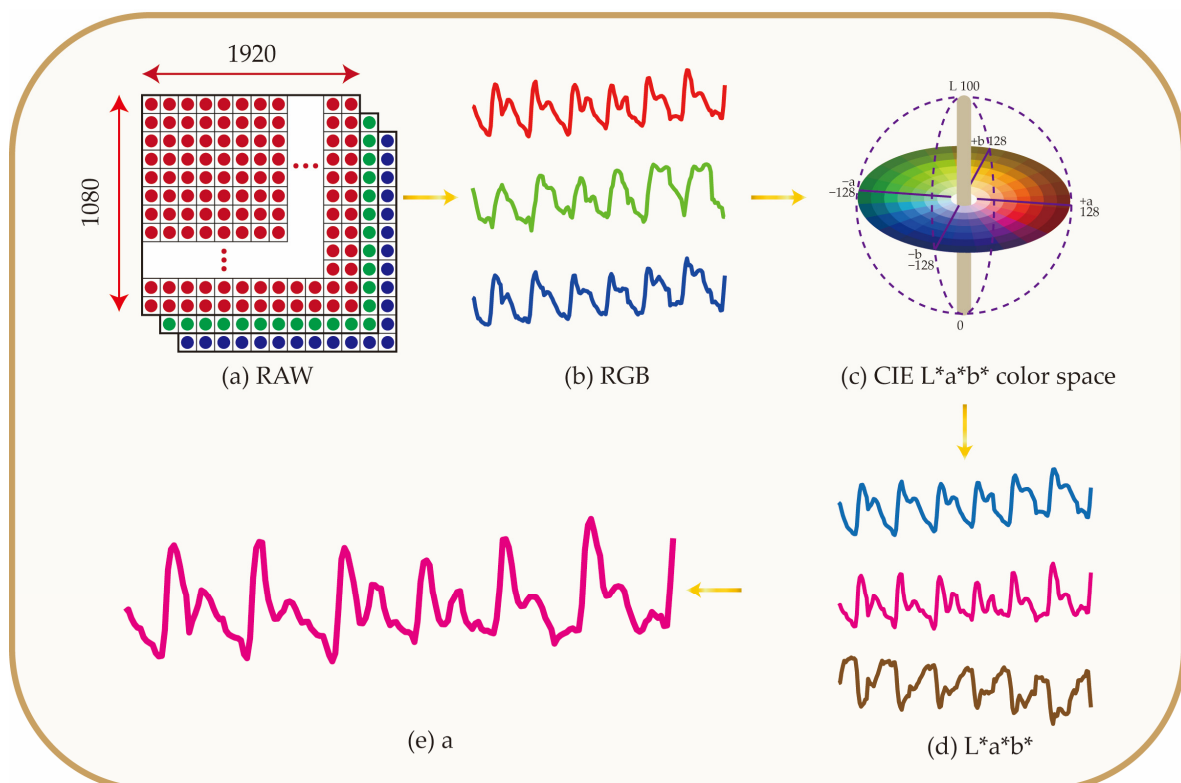 1920
1080
(a) RAW
(b) RGB
L 100
+b 128
−a
−128
+a
128
−b
−128
0
(c) CIE L*a*b* color space
(d) L*a*b*
(e) a